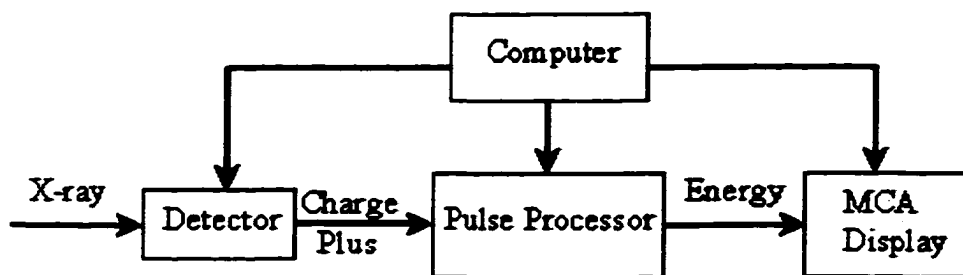 Computer
X-ray
Detector
Charge
Plus
Pulse Processor
Energy
MCA
Display